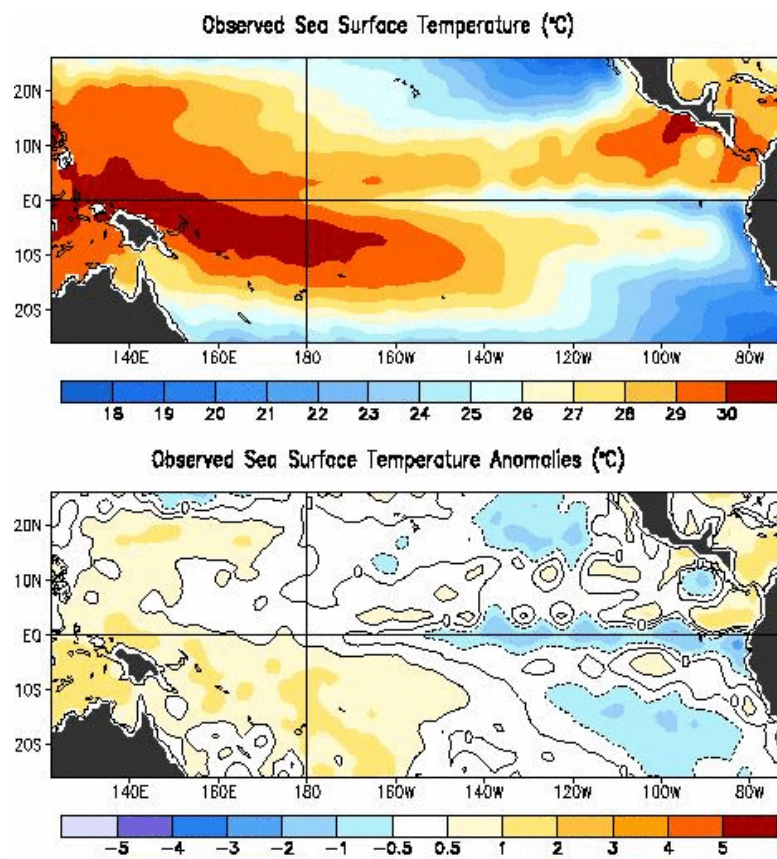 Observed Sea Surface Temperature (°C)
20N
10N
EQ
10S
20S
140E 160E 180 160W 140W 120W 100W 80W
18 19 20 21 22 23 24 25 26 27 28 29 30
Observed Sea Surface Temperature Anomalies (°C)
20N
10N
EQ
10S
20S
140E 160E 180 160W 140W 120W 100W 80W
-5 -4 -3 -2 -1 -0.5 0.5 1 2 3 4 5